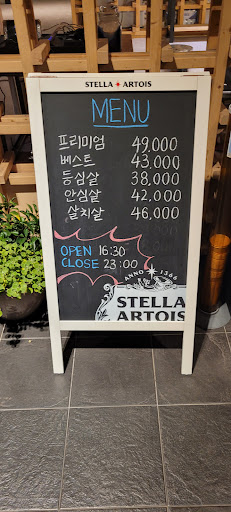 STELLA ARTOIS
MENU
프리미엄 49,000
베스트 43,000
등심살 38,000
안심살 42,000
살치살 46,000
OPEN 16:30
CLOSE 23:00
ANNO 1366
STELLA
ARTOIS